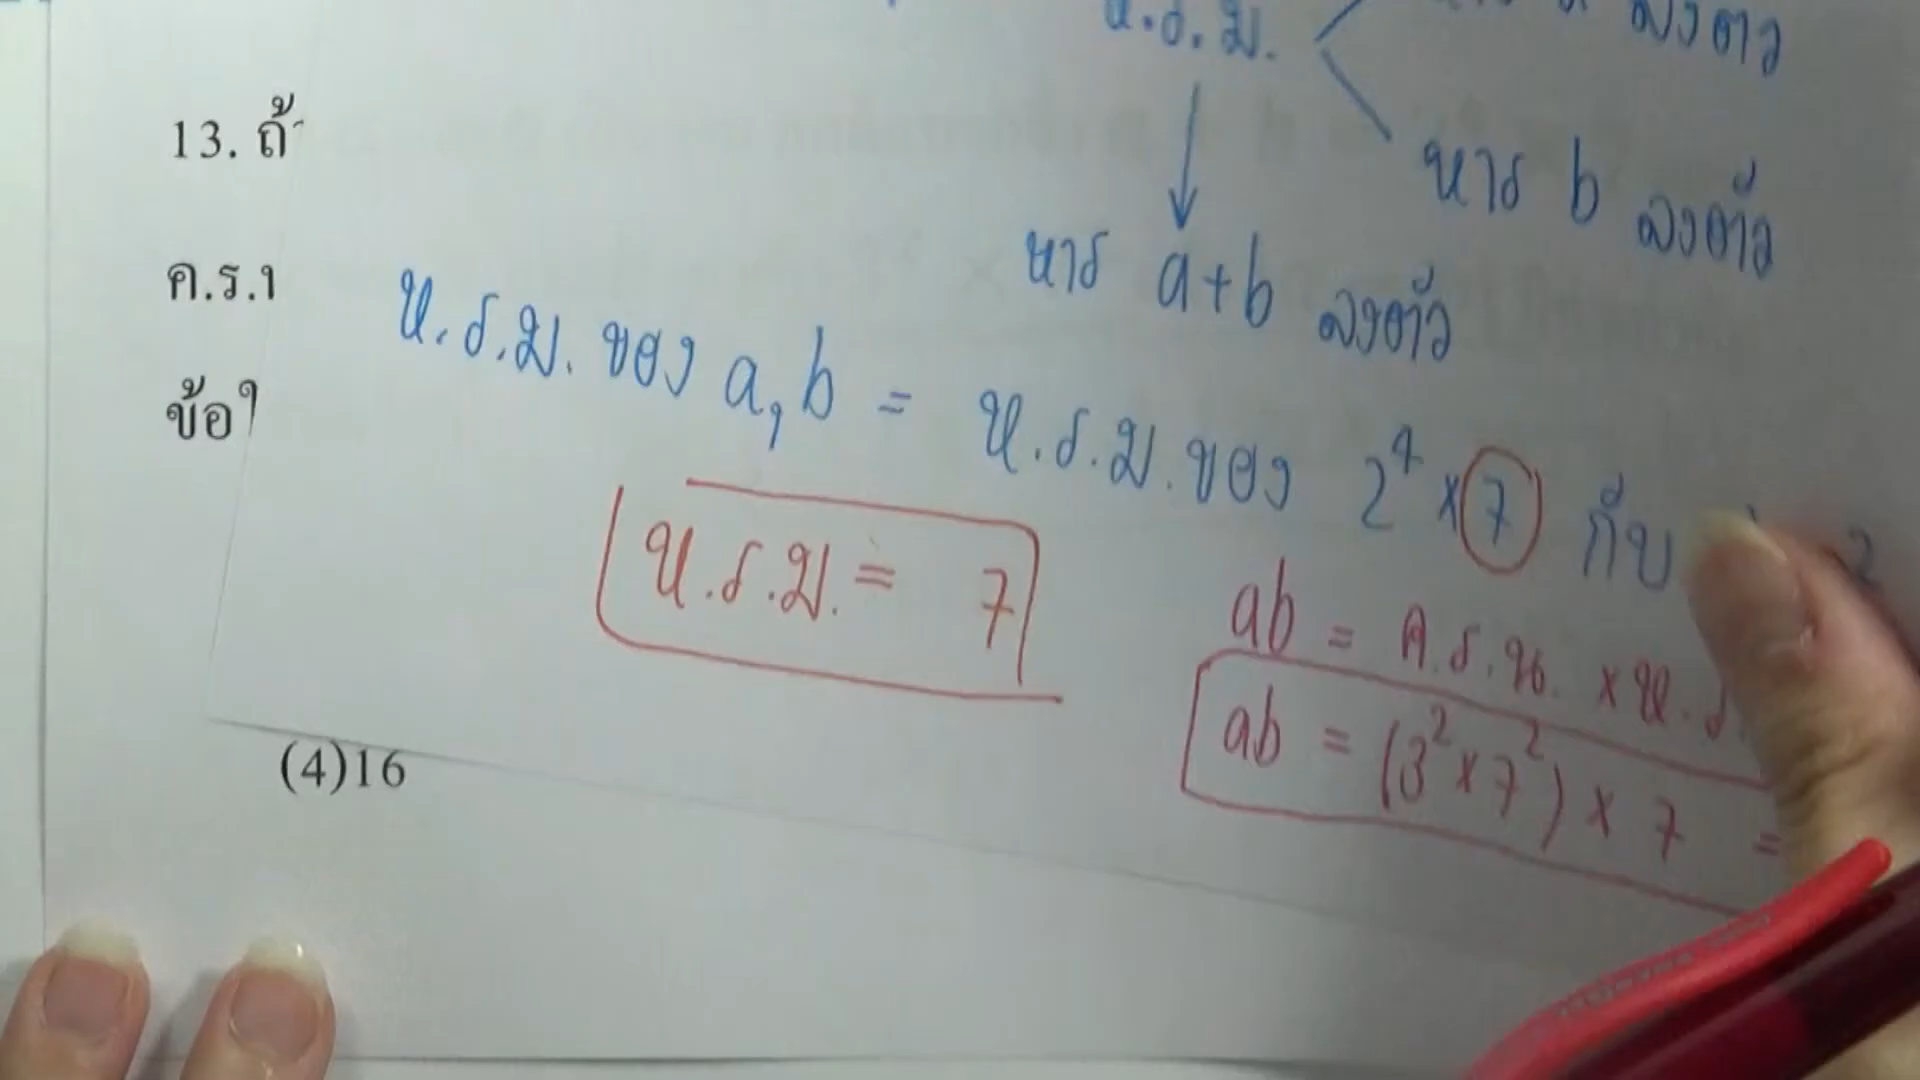 ห.ร.ม. ลงตัว
หาร b ลงตัว
13. ถ้า
หาร a+b ลงตัว
ค.ร.
ห.ร.ม. ของ a, b = ห.ร.ม. ของ 2⁴ × 7 กับ 2
ข้อ
ห.ร.ม. = 7
ab = ค.ร.น. × ห.ร
ab = (3² × 7²) × 7 =
(4)16